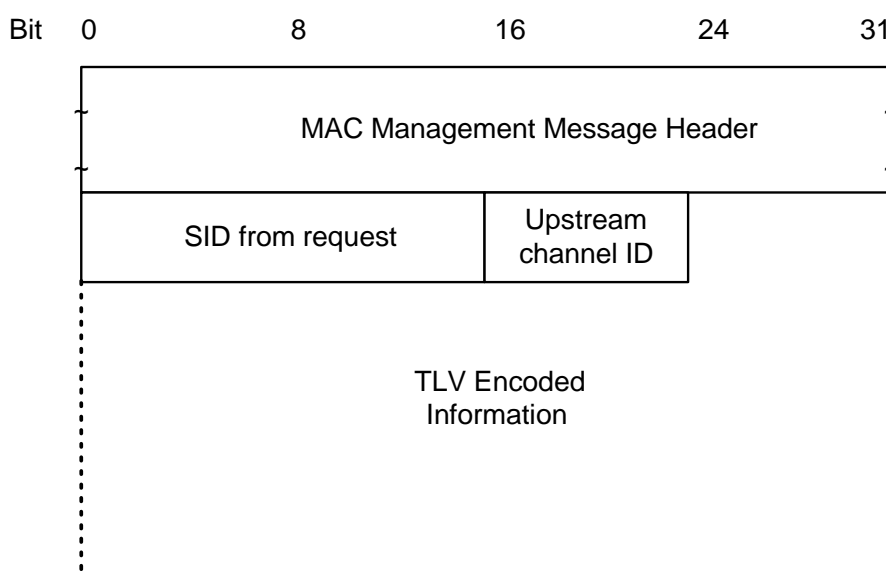 Bit 0 8 16 24 31
MAC Management Message Header
SID from request
Upstream
channel ID
TLV Encoded
Information